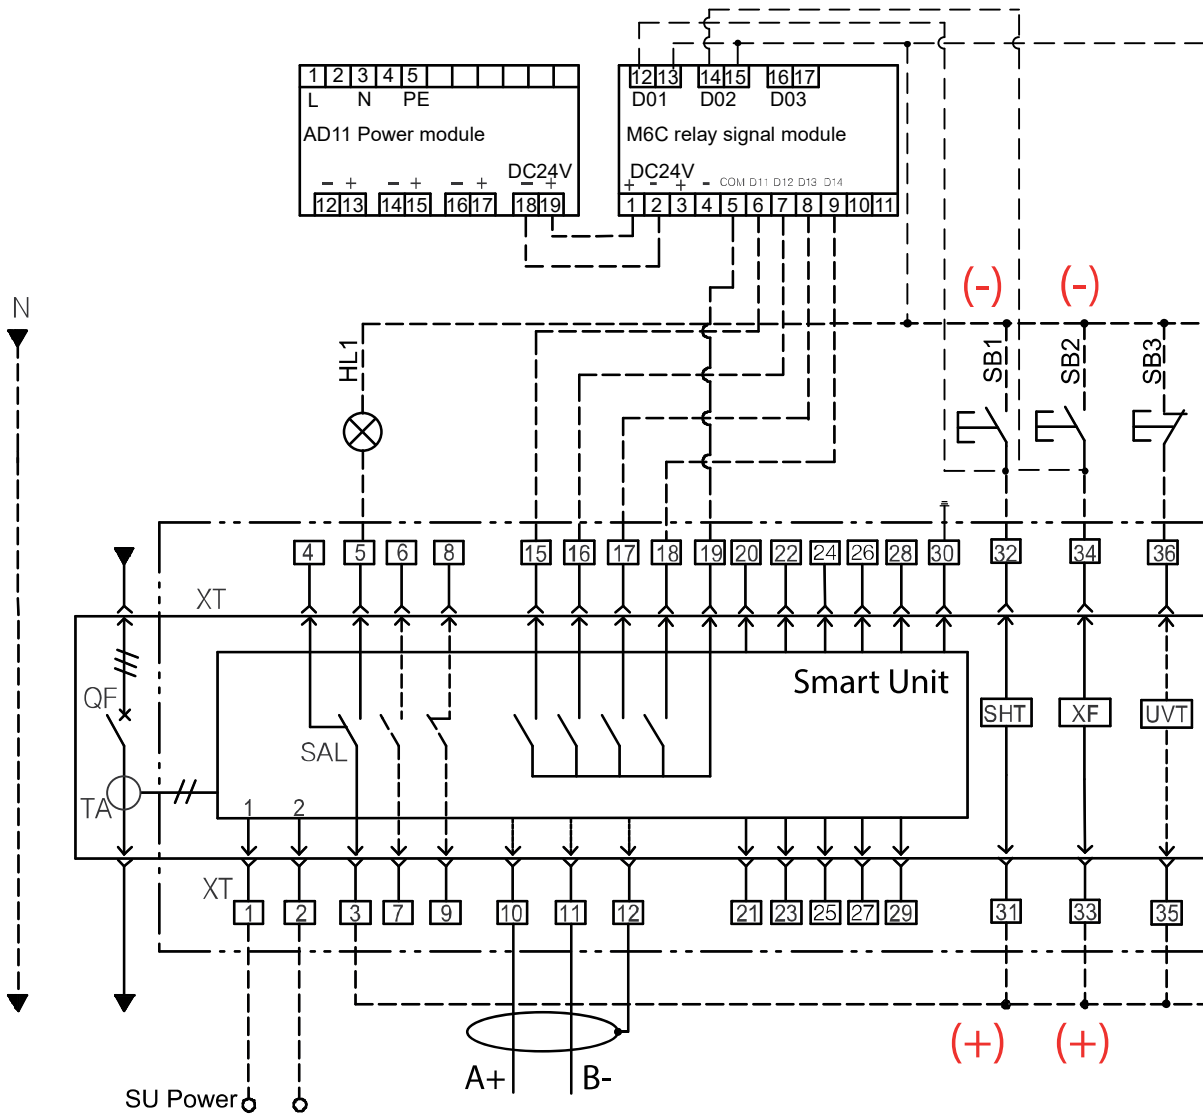 1 2 3 4 5
L N PE
AD11 Power module
DC24V
- + - + - + - +
12 13 14 15 16 17 18 19
12 13 14 15 16 17
D01 D02 D03
M6C relay signal module
DC24V
+ - + - COM D11 D12 D13 D14
1 2 3 4 5 6 7 8 9 10 11
(-) (-)
N
HL1
SB1
SB2
SB3
4 5 6 8 15 16 17 18 19 20 22 24 26 28 30 32 34 36
XT
Smart Unit
QF
SAL
SHT XF UVT
TA
1 2
XT
1 2 3 7 9 10 11 12 21 23 25 27 29 31 33 35
(+) (+)
A+ B-
SU Power